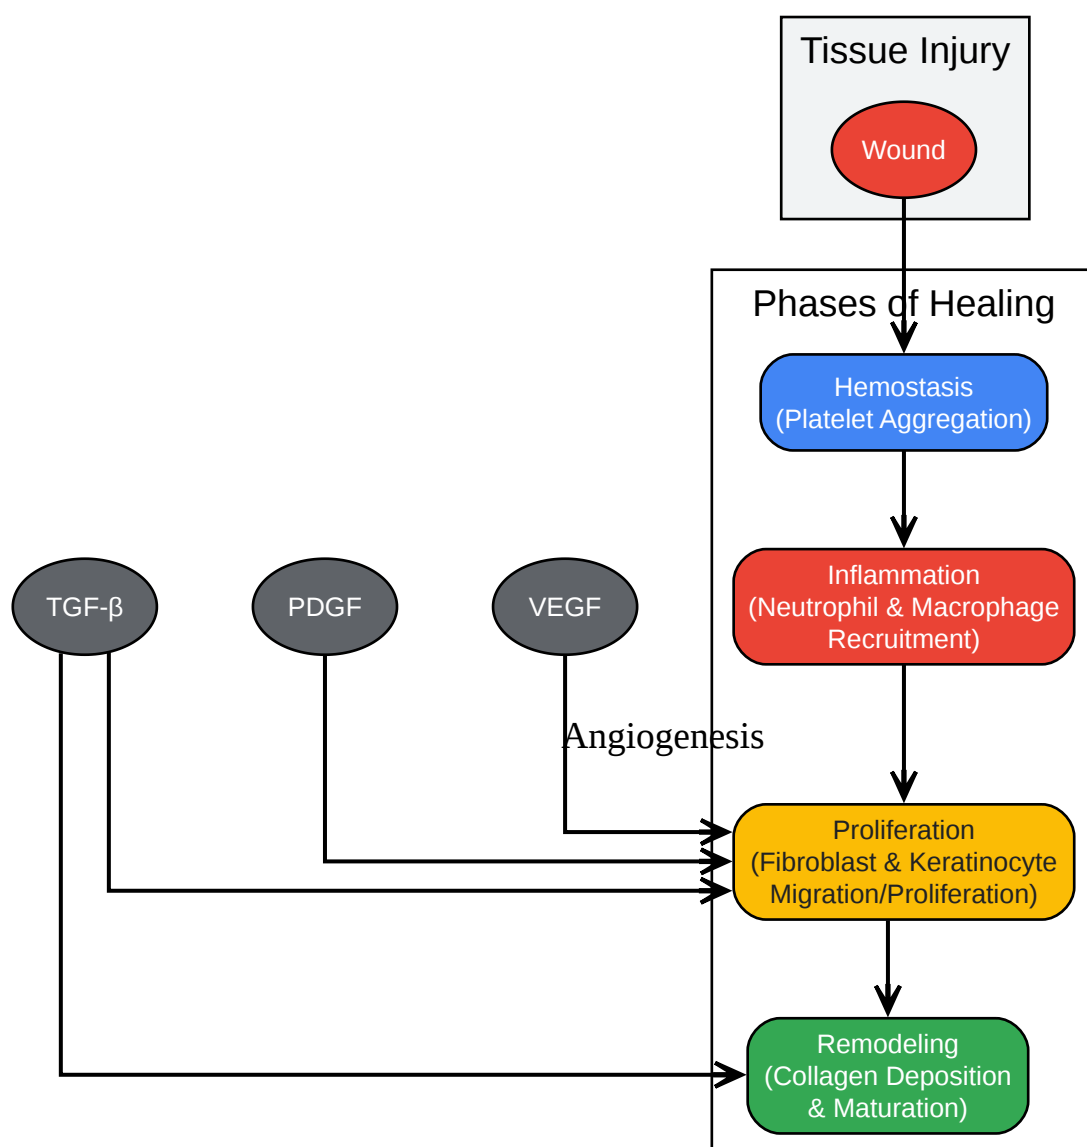 Tissue Injury
Wound
Phases of Healing
Hemostasis
(Platelet Aggregation)
TGF-β
PDGF
VEGF
Inflammation
(Neutrophil & Macrophage
Recruitment)
Angiogenesis
Proliferation
(Fibroblast & Keratinocyte
Migration/Proliferation)
Remodeling
(Collagen Deposition
& Maturation)